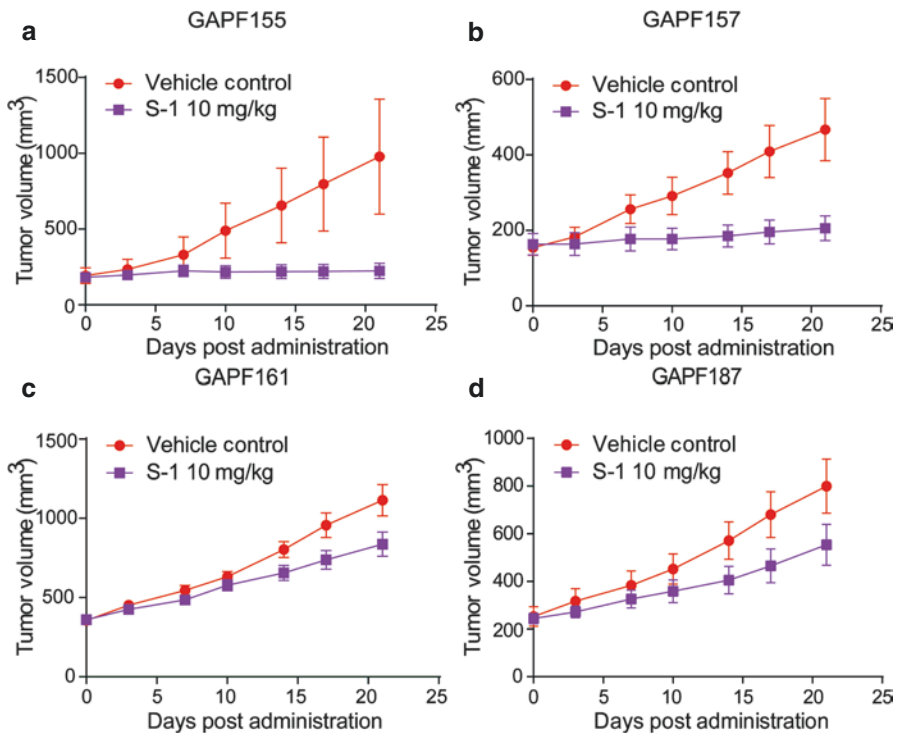 a
GAPF155
Tumor volume (mm³)
1500
1000
500
0
Vehicle control
S-1 10 mg/kg
0 5 10 15 20 25
Days post administration
b
GAPF157
Tumor volume (mm³)
600
400
200
0
Vehicle control
S-1 10 mg/kg
0 5 10 15 20 25
Days post administration
c
GAPF161
Tumor volume (mm³)
1500
1000
500
0
Vehicle control
S-1 10 mg/kg
0 5 10 15 20 25
Days post administration
d
GAPF187
Tumor volume (mm³)
1000
800
600
400
200
0
Vehicle control
S-1 10 mg/kg
0 5 10 15 20 25
Days post administration